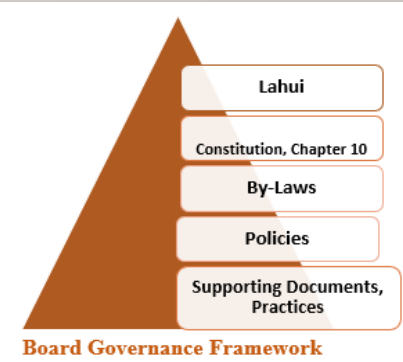 Lahui
Constitution, Chapter 10
By-Laws
Policies
Supporting Documents,
Practices
Board Governance Framework